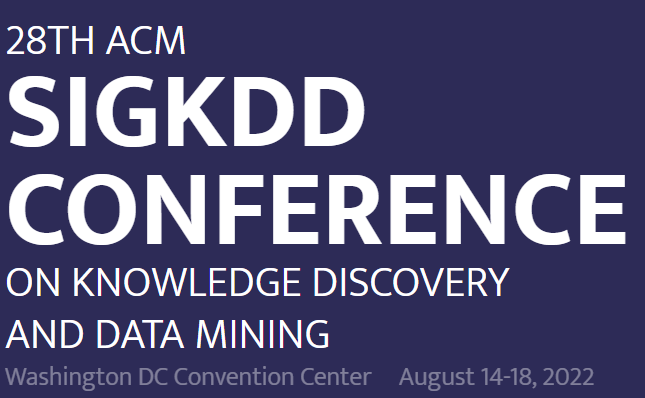 28TH ACM
SIGKDD
CONFERENCE
ON KNOWLEDGE DISCOVERY
AND DATA MINING
Washington DC Convention Center August 14-18, 2022